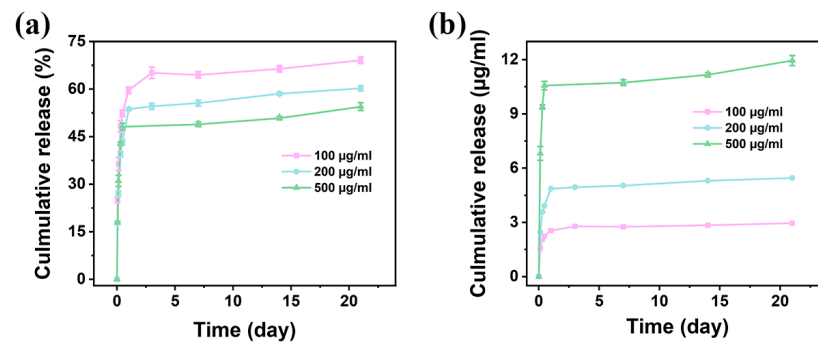 (a)
Culmulative release (%)
75
60
45
30
15
0
100 µg/ml
200 µg/ml
500 µg/ml
0
5
10
15
20
Time (day)
(b)
Culmulative release (µg/ml)
12
9
6
3
0
100 µg/ml
200 µg/ml
500 µg/ml
0
5
10
15
20
Time (day)